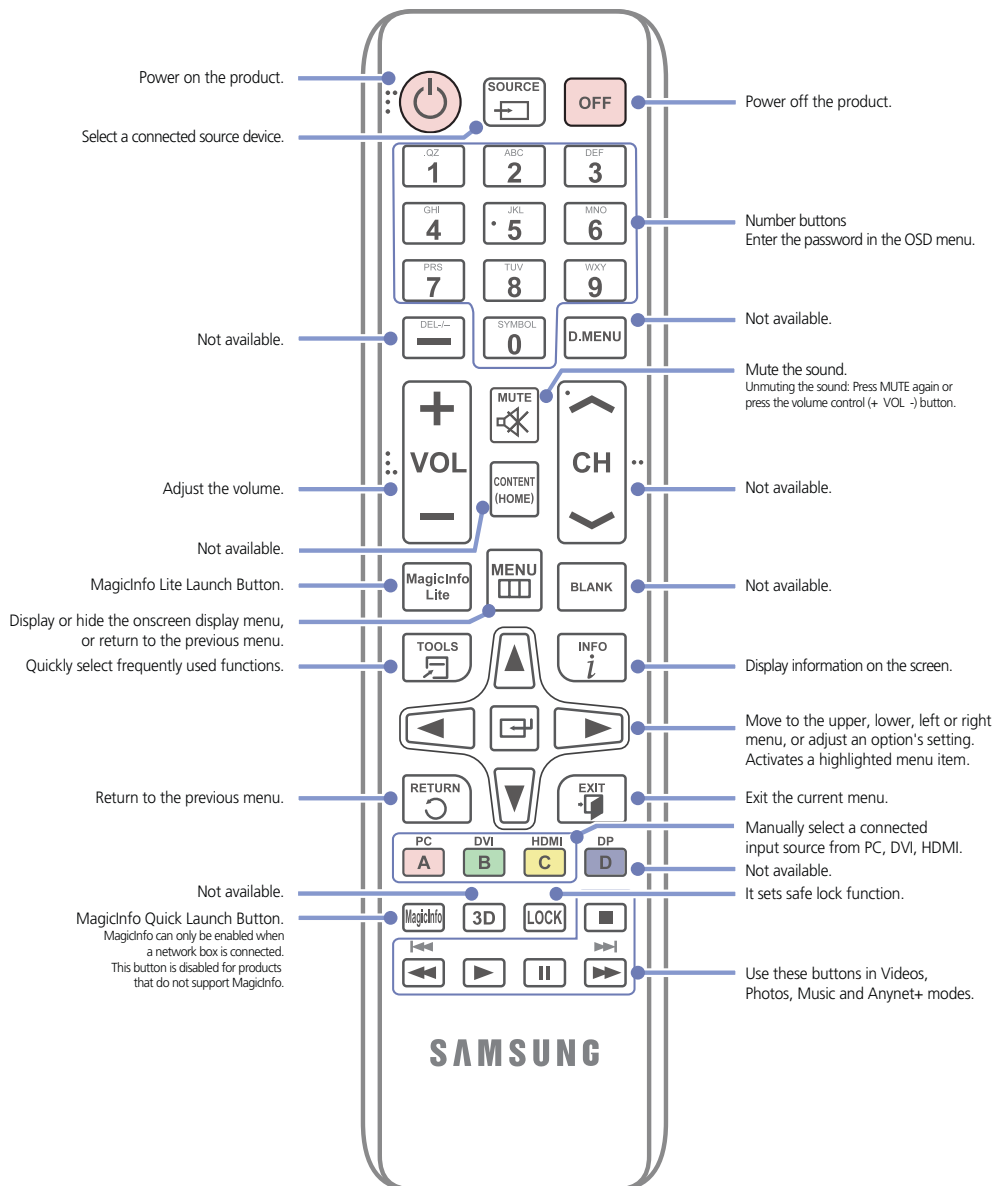 Power on the product.
SOURCE
OFF
Power off the product.
Select a connected source device.
.QZ ABC DEF
1 2 3
GHI JKL MNO
4 5 6
Number buttons
Enter the password in the OSD menu.
PRS TUV WXY
7 8 9
DEL-/-- SYMBOL
0
D.MENU
Not available.
Not available.
Mute the sound.
Unmuting the sound: Press MUTE again or
press the volume control (+ VOL -) button.
MUTE
+
VOL
–
CH
Adjust the volume.
CONTENT
(HOME)
Not available.
Not available.
MagicInfo Lite Launch Button.
MagicInfo
Lite
MENU
BLANK
Not available.
Display or hide the onscreen display menu,
or return to the previous menu.
Quickly select frequently used functions.
TOOLS
INFO
i
Display information on the screen.
Move to the upper, lower, left or right
menu, or adjust an option's setting.
Activates a highlighted menu item.
Return to the previous menu.
RETURN
EXIT
Exit the current menu.
Manually select a connected
input source from PC, DVI, HDMI.
PC DVI HDMI DP
A B C D
Not available.
Not available.
It sets safe lock function.
MagicInfo Quick Launch Button.
MagicInfo can only be enabled when
a network box is connected.
This button is disabled for products
that do not support MagicInfo.
MagicInfo 3D LOCK
Use these buttons in Videos,
Photos, Music and Anynet+ modes.
SAMSUNG